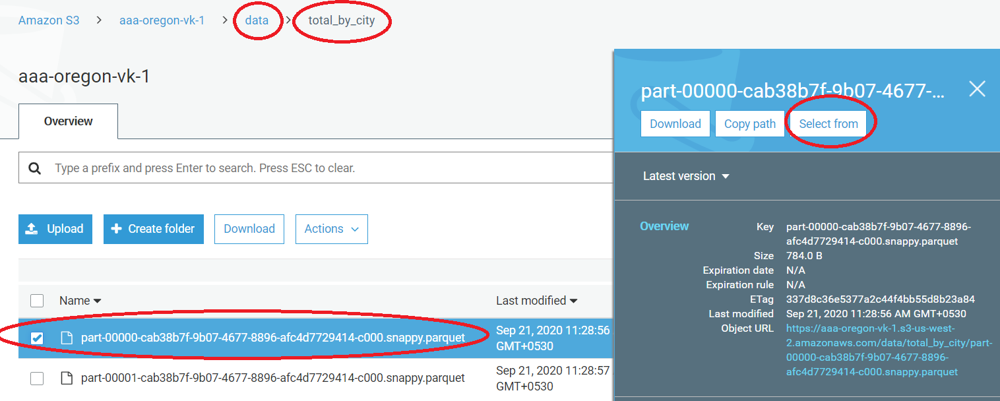 Amazon S3 > aaa-oregon-vk-1 > data > total_by_city
aaa-oregon-vk-1
Overview
Type a prefix and press Enter to search. Press ESC to clear.
Upload Create folder Download Actions
Name Last modified
part-00000-cab38b7f-9b07-4677-8896-afc4d7729414-c000.snappy.parquet Sep 21, 2020 11:28:56
GMT+0530
part-00001-cab38b7f-9b07-4677-8896-afc4d7729414-c000.snappy.parquet Sep 21, 2020 11:28:57
GMT+0530
part-00000-cab38b7f-9b07-4677-...
Download Copy path Select from
Latest version
Overview Key part-00000-cab38b7f-9b07-4677-8896-
afc4d7729414-c000.snappy.parquet
Size 784.0 B
Expiration date N/A
Expiration rule N/A
ETag 337d8c36e5377a2c44f4bb55d8b23a84
Last modified Sep 21, 2020 11:28:56 AM GMT+0530
Object URL https://aaa-oregon-vk-1.s3-us-west-
2.amazonaws.com/data/total_by_city/part-
00000-cab38b7f-9b07-4677-8896-
afc4d7729414-c000.snappy.parquet